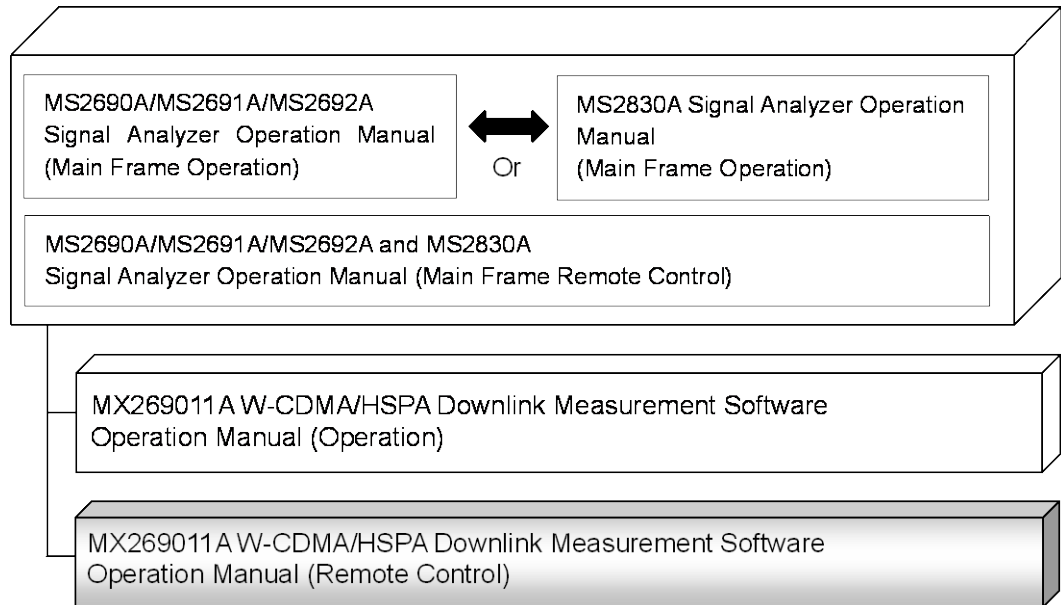 MS2690A/MS2691A/MS2692A
Signal Analyzer Operation Manual
(Main Frame Operation)
Or
MS2830A Signal Analyzer Operation
Manual
(Main Frame Operation)
MS2690A/MS2691A/MS2692A and MS2830A
Signal Analyzer Operation Manual (Main Frame Remote Control)
MX269011A W-CDMA/HSPA Downlink Measurement Software
Operation Manual (Operation)
MX269011A W-CDMA/HSPA Downlink Measurement Software
Operation Manual (Remote Control)